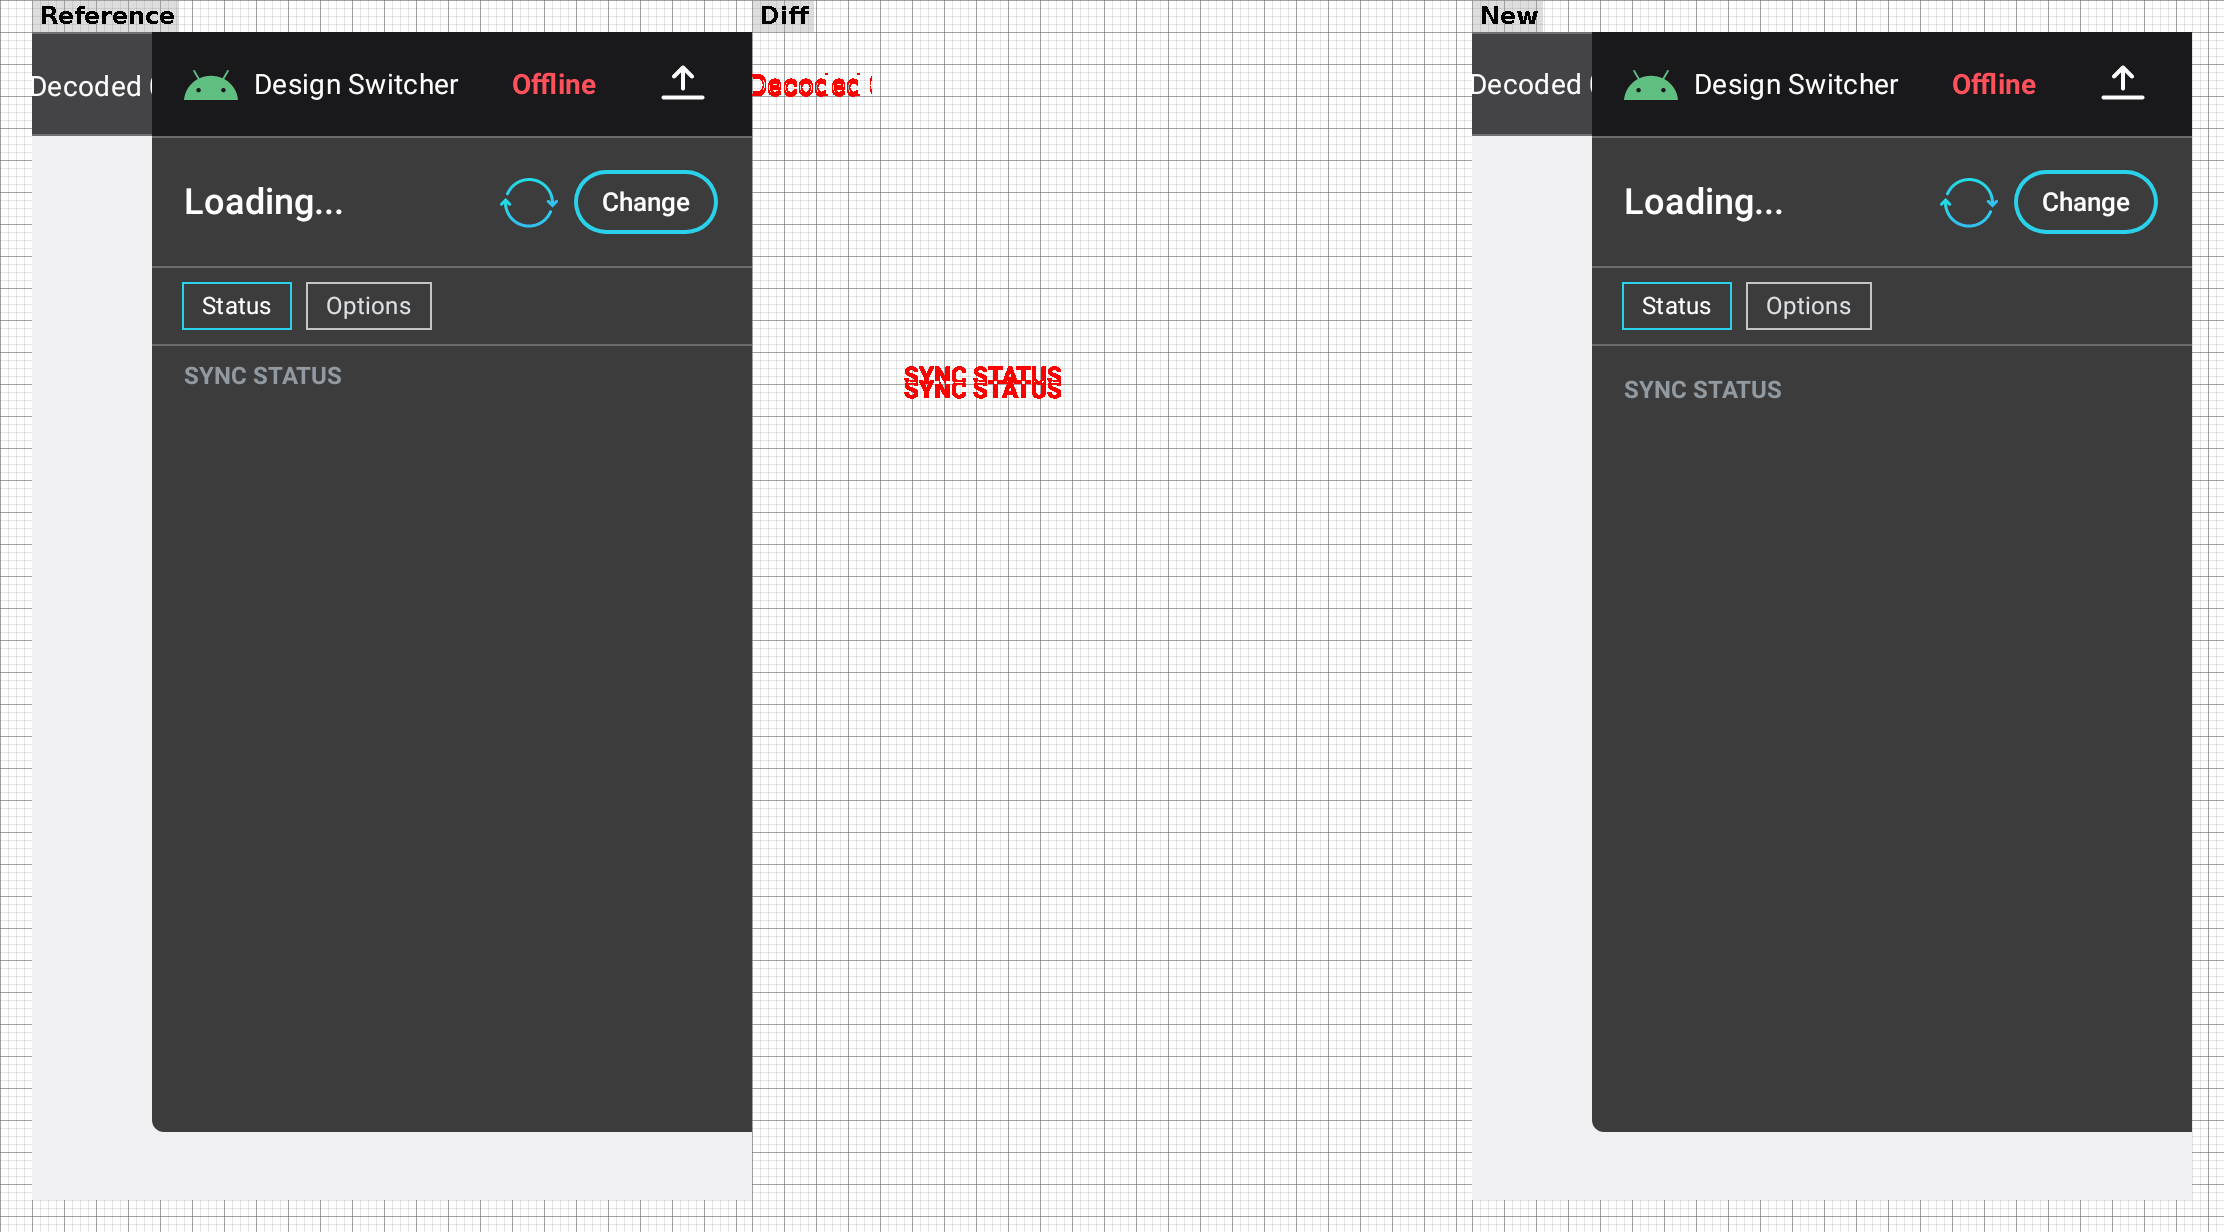 Reference
Decoded
Design Switcher
Offline
Loading...
Change
Status
Options
SYNC STATUS
Diff
Decoded
SYNC STATUS
SYNC STATUS
New
Decoded
Design Switcher
Offline
Loading...
Change
Status
Options
SYNC STATUS